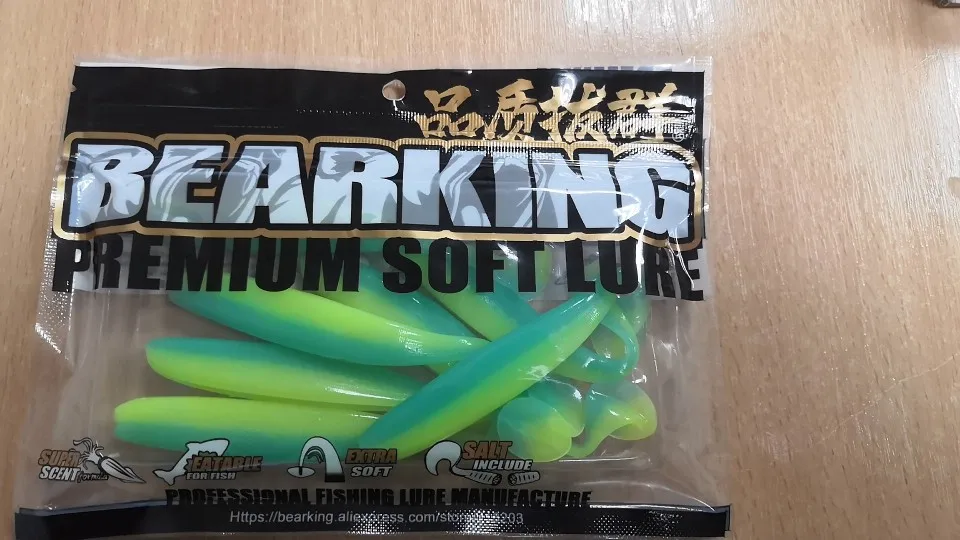 品质拔群
BEARKING
PREMIUM SOFT LURE
SCENT
EATABLE
FOR FISH
EXTRA
SOFT
SALT
INCLUDE
PROFESSIONAL FISHING LURE MANUFACTURE